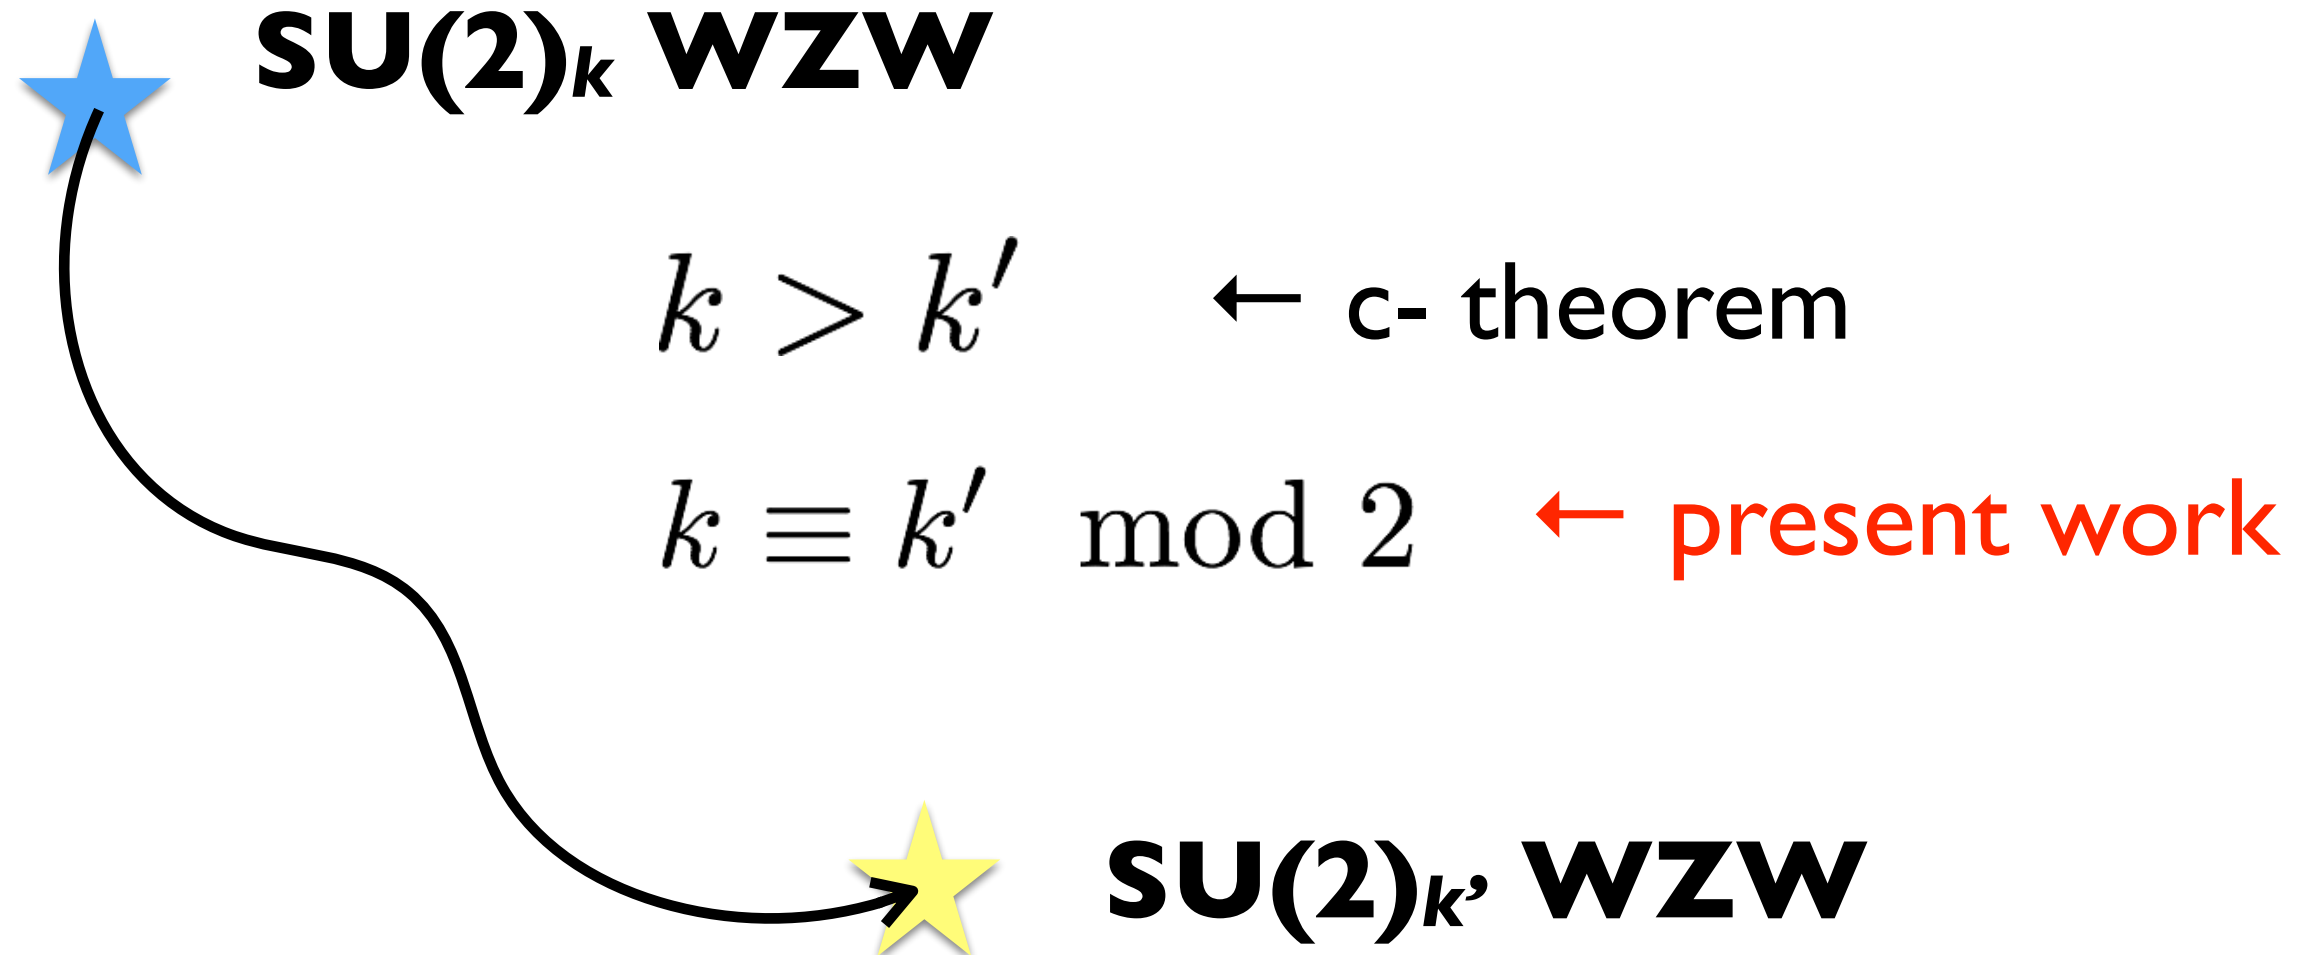 SU(2)k WZW
k > k′ ← c- theorem
k ≡ k′ mod 2 ← present work
SU(2)k’ WZW